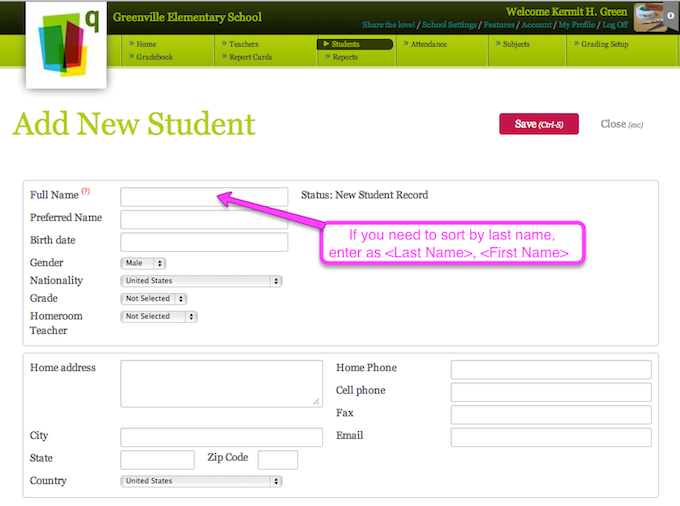 q
Greenville Elementary School
Welcome Kermit H. Green
Share the love! / School Settings / Features / Account / My Profile / Log Off
» Home » Teachers ► Students » Attendance » Subjects » Grading Setup
» Gradebook » Report Cards » Reports
Add New Student
Save (Ctrl-S) Close (esc)
Full Name (?) Status: New Student Record
Preferred Name
If you need to sort by last name,
enter as <Last Name>, <First Name>
Birth date
Gender Male
Nationality United States
Grade Not Selected
Homeroom Not Selected
Teacher
Home address Home Phone
Cell phone
Fax
City Email
State Zip Code
Country United States